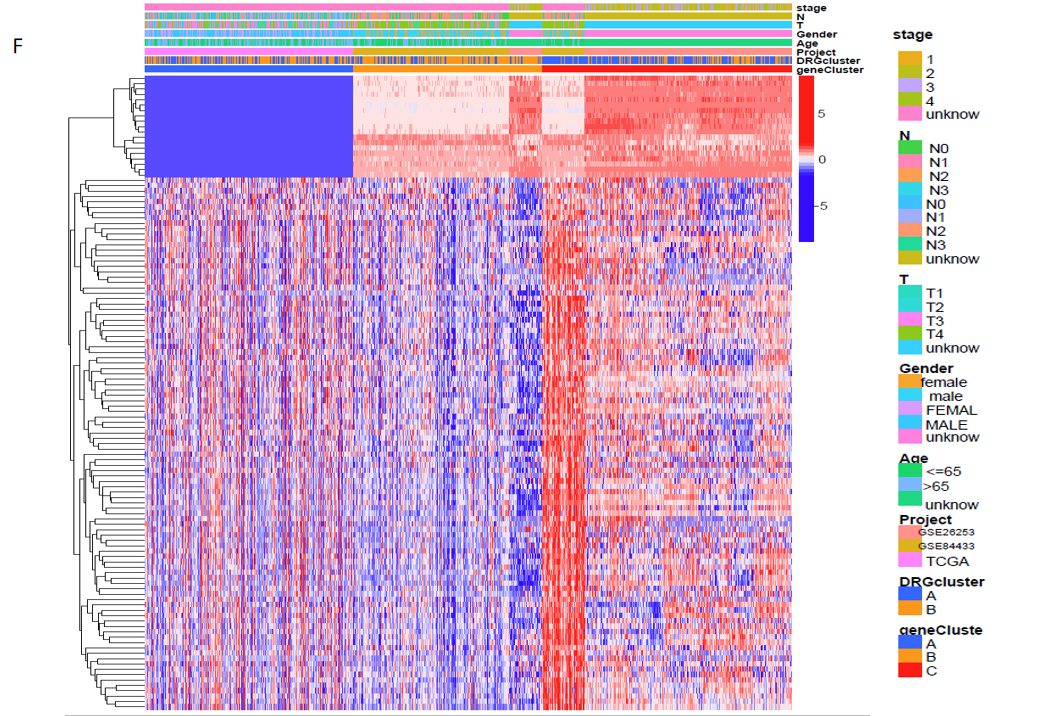 F
stage
N
T
Gender
Age
Project
DRGcluster
geneCluster
5
0
-5
stage
1
2
3
4
unknow
N
N0
N1
N2
N3
N0
N1
N2
N3
unknow
T
T1
T2
T3
T4
unknow
Gender
female
male
FEMAL
MALE
unknow
Age
<=65
>65
unknow
Project
GSE26253
GSE84433
TCGA
DRGcluster
A
B
geneCluste
A
B
C